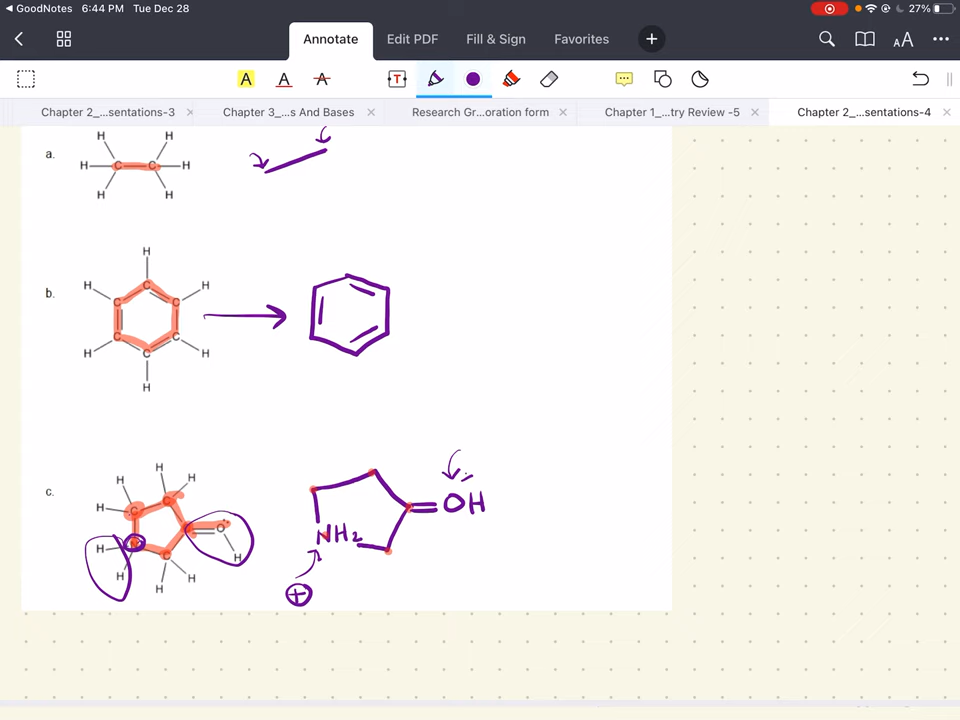 GoodNotes 6:44 PM Tue Dec 28 27%
Annotate Edit PDF Fill & Sign Favorites
AA
A A A T
Chapter 2_...sentations-3 Chapter 3_...s And Bases Research Gr...oration form Chapter 1_...try Review -5 Chapter 2_...sentations-4
H H
a. H C C H
H H
H
b. H H
C
C C
C C
C
H H
H
H
H H
c. C
H C OH
C O
H NH2
C H
H H
H
+